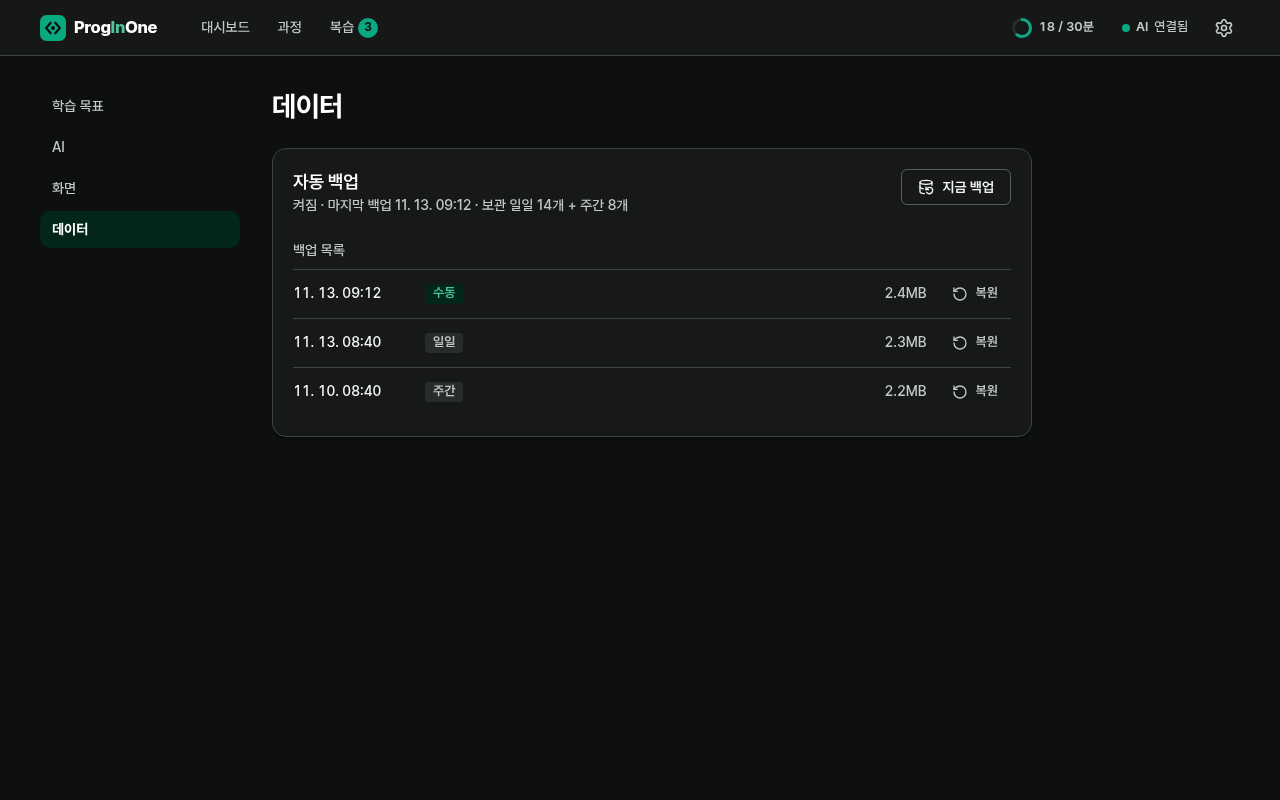 ProgInOne 대시보드 과정 복습 3 18 / 30분 AI 연결됨
학습 목표
AI
화면
데이터
데이터
자동 백업
켜짐 · 마지막 백업 11. 13. 09:12 · 보관 일일 14개 + 주간 8개
지금 백업
백업 목록
11. 13. 09:12 수동 2.4MB 복원
11. 13. 08:40 일일 2.3MB 복원
11. 10. 08:40 주간 2.2MB 복원